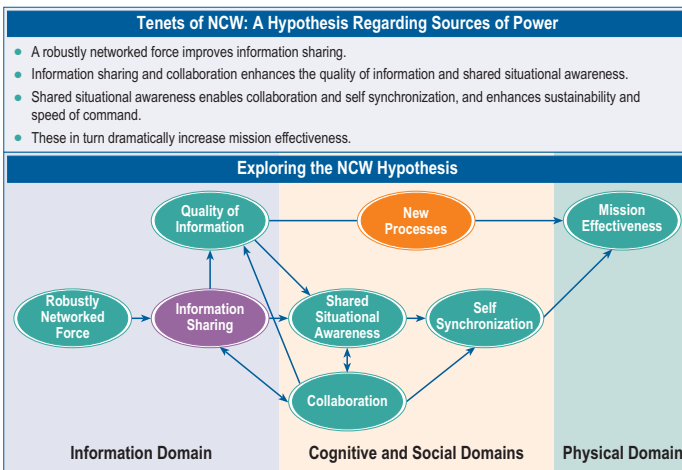 Tenets of NCW: A Hypothesis Regarding Sources of Power
A robustly networked force improves information sharing.
Information sharing and collaboration enhances the quality of information and shared situational awareness.
Shared situational awareness enables collaboration and self synchronization, and enhances sustainability and
speed of command.
These in turn dramatically increase mission effectiveness.
Exploring the NCW Hypothesis
Quality of
Information
New
Processes
Mission
Effectiveness
Robustly
Networked
Force
Information
Sharing
Shared
Situational
Awareness
Self
Synchronization
Collaboration
Information Domain
Cognitive and Social Domains
Physical Domain